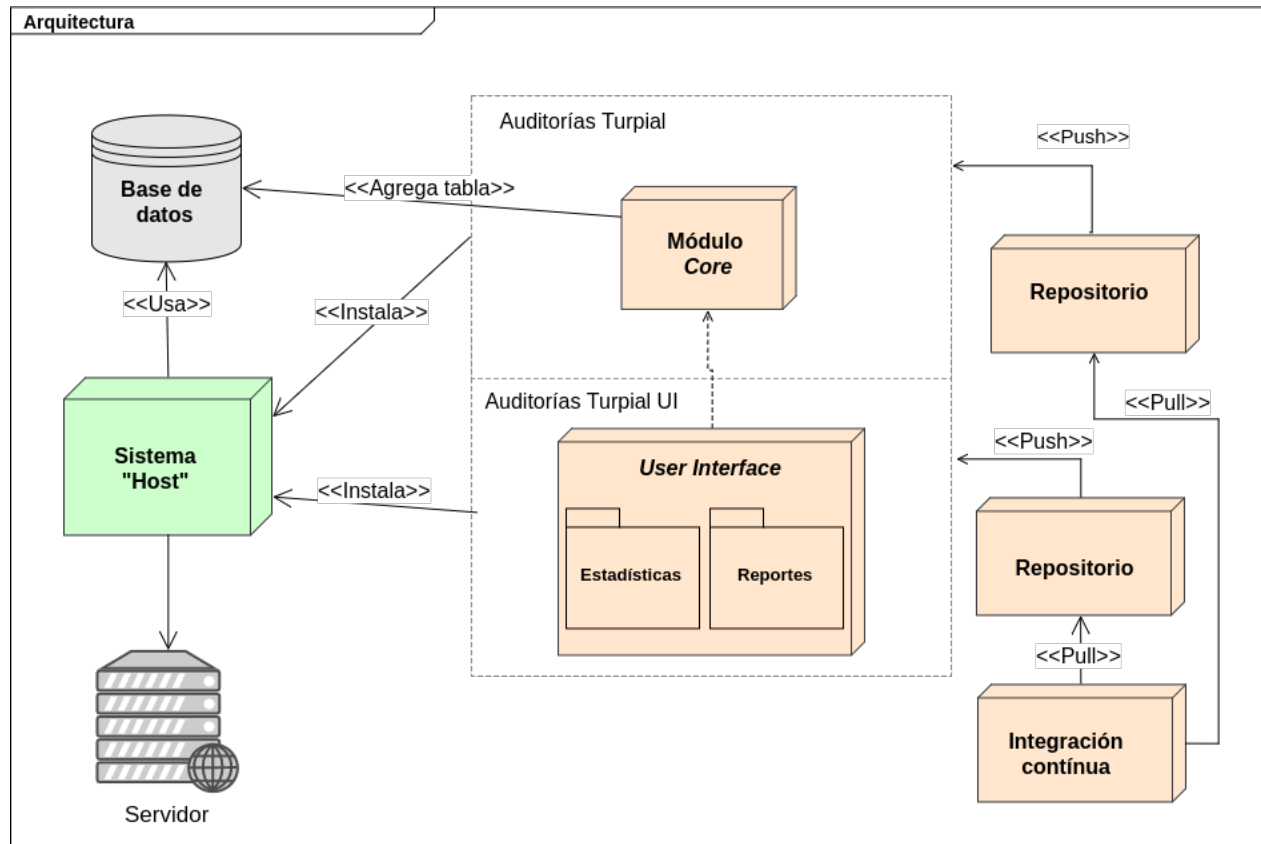 Arquitectura
Auditorías Turpial
<<Push>>
Base de
datos
<<Agrega tabla>>
Módulo
Core
Repositorio
<<Usa>>
<<Instala>>
<<Pull>>
Auditorías Turpial UI
<<Push>>
Sistema
"Host"
User Interface
<<Instala>>
Estadísticas
Reportes
Repositorio
<<Pull>>
Integración
contínua
Servidor